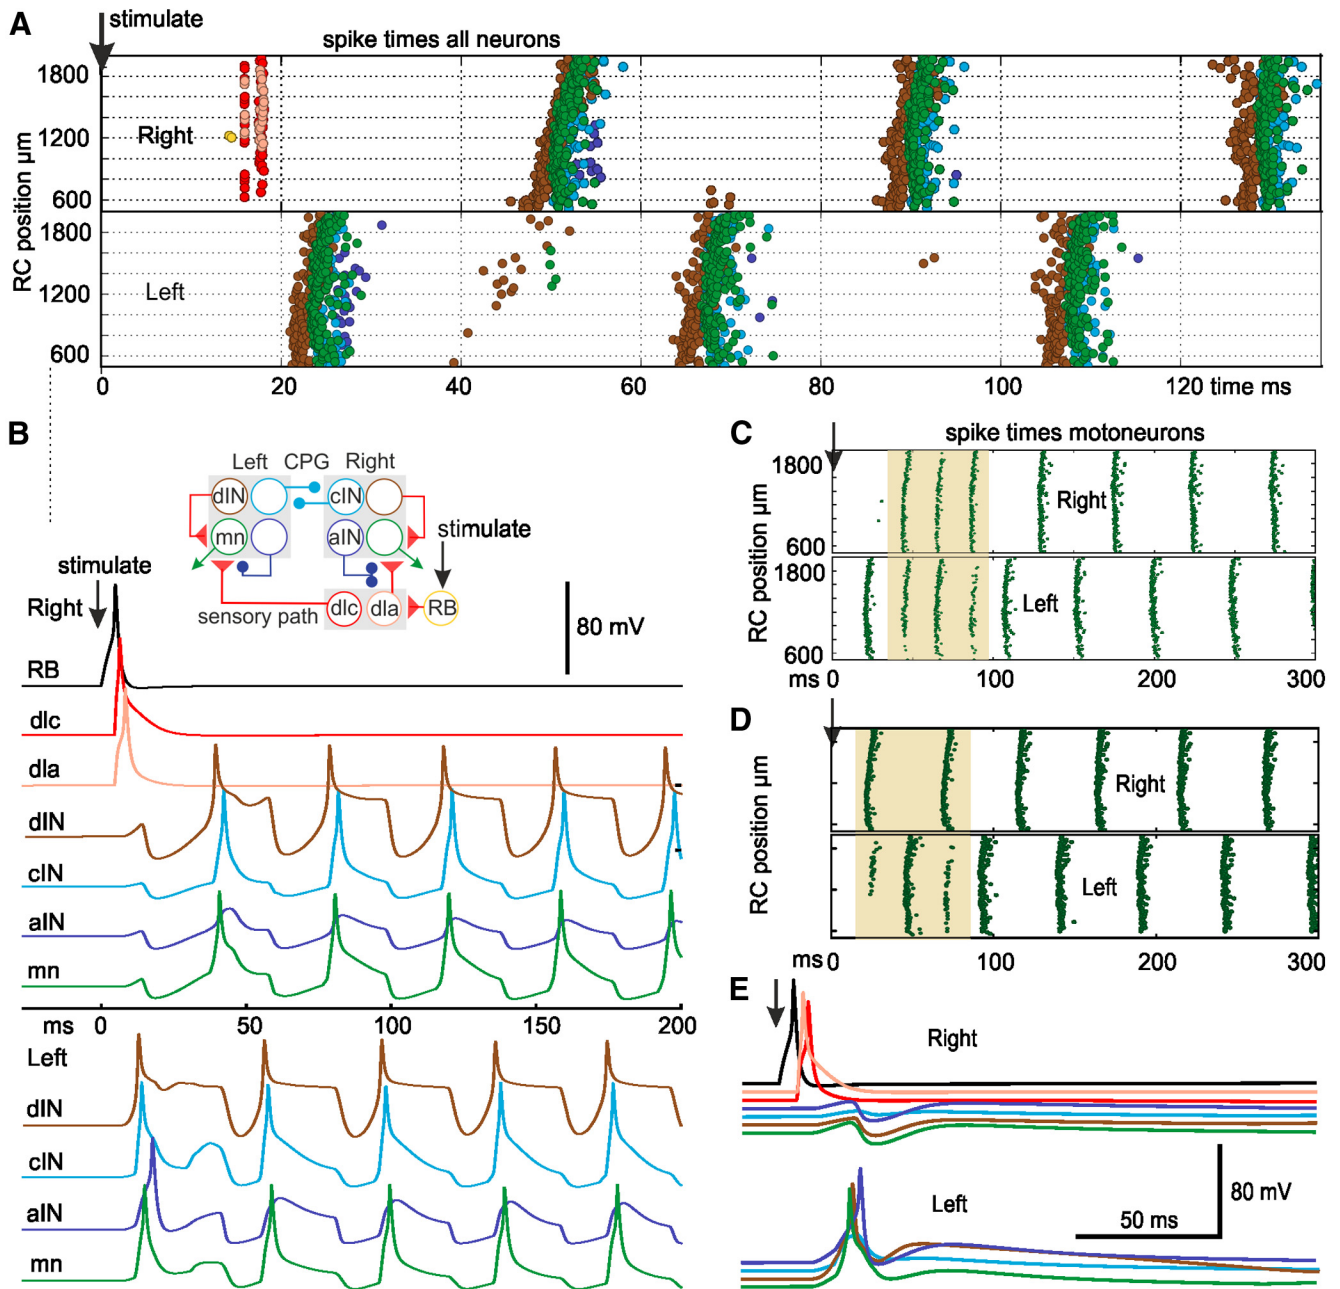 A
stimulate
spike times all neurons
RC position µm
1800
1200
600
Right
1800
1200
600
Left
0 20 40 60 80 100 120 time ms
B
Left CPG Right
dIN cIN
mn aIN
stimulate
sensory path dlc dla RB
stimulate
Right
80 mV
RB
dlc
dla
dIN
cIN
aIN
mn
ms 0 50 100 150 200
Left
dIN
cIN
aIN
mn
C
spike times motoneurons
RC position µm
1800
600
Right
1800
600
Left
ms 0 100 200 300
D
RC position µm
Right
Left
ms 0 100 200 300
E
Right
Left
50 ms
80 mV